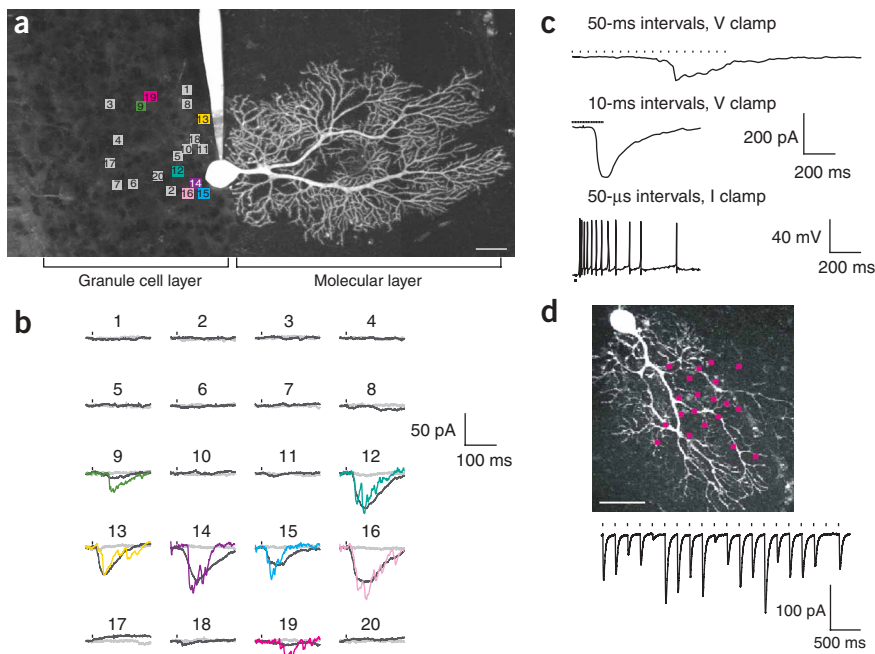 a
1
3
19
9
8
13
4
18
10
11
5
17
12
20
14
7
6
2
16
15
Granule cell layer
Molecular layer
b
1 2 3 4
5 6 7 8
9 10 11 12
13 14 15 16
17 18 19 20
50 pA
100 ms
c
50-ms intervals, V clamp
10-ms intervals, V clamp
200 pA
200 ms
50-µs intervals, I clamp
40 mV
200 ms
d
100 pA
500 ms